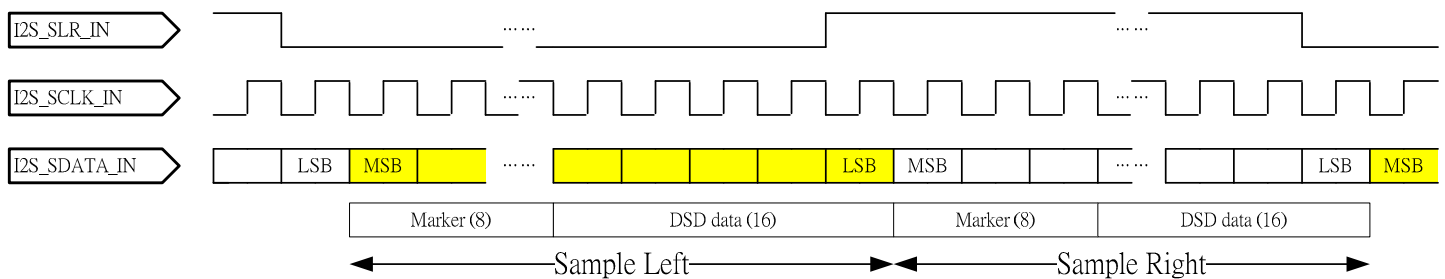 I2S_SLR_IN
...... ......
I2S_SCLK_IN
...... ......
I2S_SDATA_IN
LSB MSB ...... LSB MSB ...... LSB MSB
Marker (8) DSD data (16) Marker (8) DSD data (16)
Sample Left Sample Right